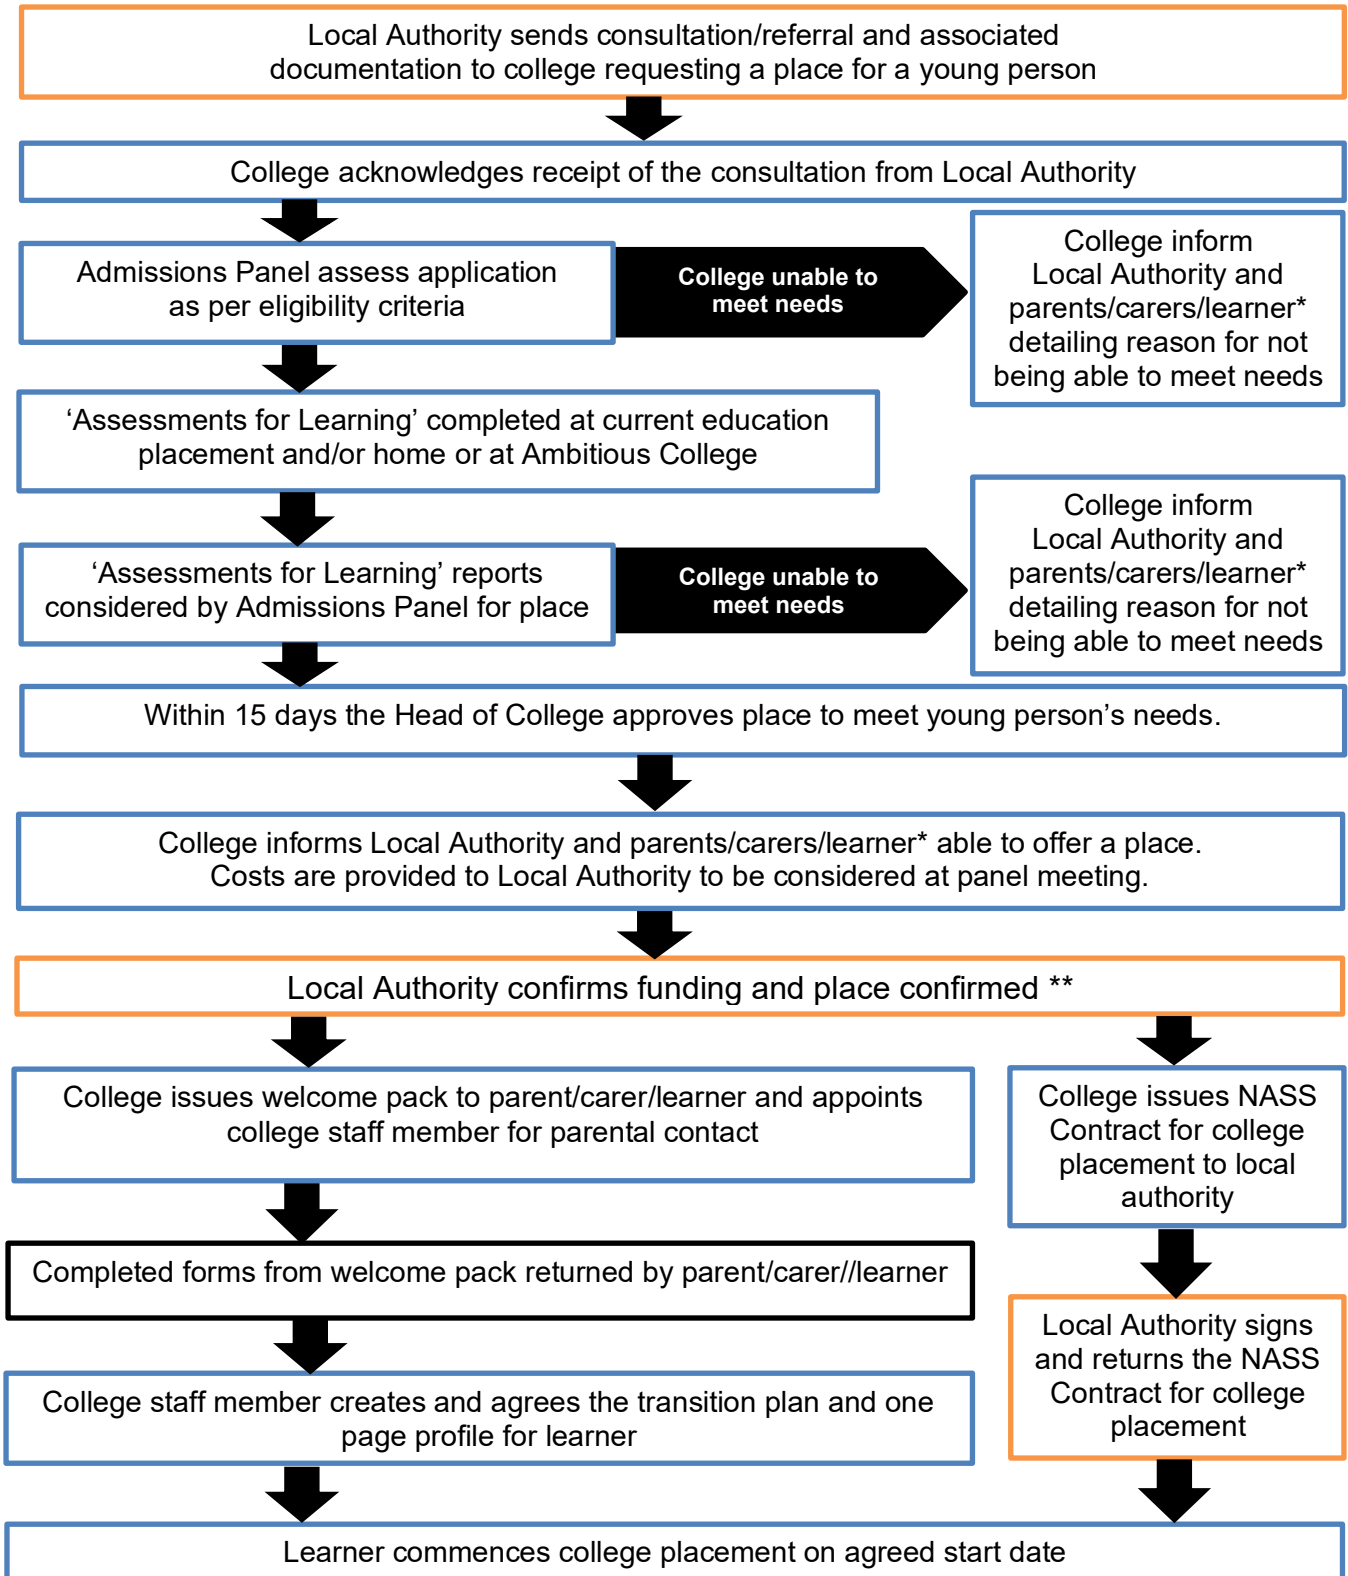 Local Authority sends consultation/referral and associated
documentation to college requesting a place for a young person
College acknowledges receipt of the consultation from Local Authority
Admissions Panel assess application
as per eligibility criteria
College unable to
meet needs
College inform
Local Authority and
parents/carers/learner*
detailing reason for not
being able to meet needs
‘Assessments for Learning’ completed at current education
placement and/or home or at Ambitious College
‘Assessments for Learning’ reports
considered by Admissions Panel for place
College unable to
meet needs
College inform
Local Authority and
parents/carers/learner*
detailing reason for not
being able to meet needs
Within 15 days the Head of College approves place to meet young person’s needs.
College informs Local Authority and parents/carers/learner* able to offer a place.
Costs are provided to Local Authority to be considered at panel meeting.
Local Authority confirms funding and place confirmed **
College issues welcome pack to parent/carer/learner and appoints
college staff member for parental contact
College issues NASS
Contract for college
placement to local
authority
Completed forms from welcome pack returned by parent/carer//learner
Local Authority signs
and returns the NASS
Contract for college
placement
College staff member creates and agrees the transition plan and one
page profile for learner
Learner commences college placement on agreed start date